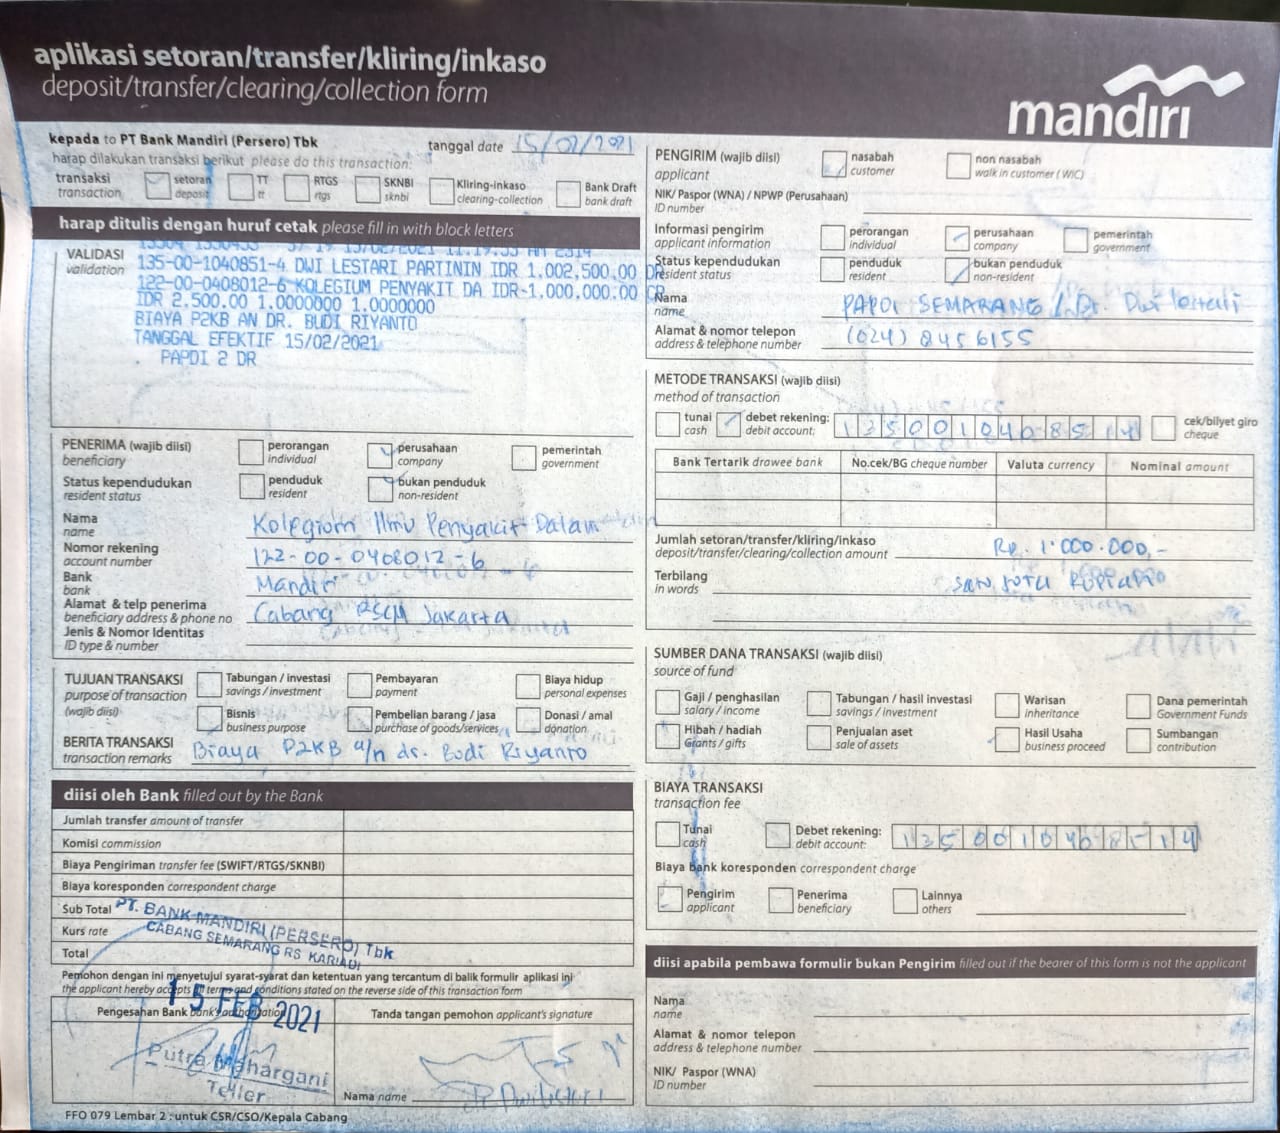 aplikasi setoran/transfer/kliring/inkaso
deposit/transfer/clearing/collection form
mandiri
kepada to PT Bank Mandiri (Persero) Tbk
tanggal date 15/02/2021
harap dilakukan transaksi berikut please do this transaction:
transaksi
transaction
setoran
deposit
TT
tt
RTGS
rtgs
SKNBI
sknbi
Kliring-inkaso
clearing-collection
Bank Draft
bank draft
harap ditulis dengan huruf cetak please fill in with block letters
VALIDASI
validation
15/02/2021 11.19.53 AM
135-00-1040851-4 DWI LESTARI PARTININ IDR 1.002,500.00 DR
122-00-0408012-6 KOLEGIUM PENYAKIT DA IDR-1,000,000.00 CR
IDR 2.500.00 1.0000000 1.0000000
BIAYA P2KB AN DR. BUDI RIYANTO
TANGGAL EFEKTIF 15/02/2021
PAPDI 2 DR
PENERIMA (wajib diisi)
beneficiary
perorangan
individual
perusahaan
company
pemerintah
government
Status kependudukan
resident status
penduduk
resident
bukan penduduk
non-resident
Nama
name
Kolegium Ilmu Penyakit Dalam
Nomor rekening
account number
122-00-0408012-6
Bank
bank
Mandiri
Alamat & telp penerima
beneficiary address & phone no
Cabang RSCM Jakarta
Jenis & Nomor Identitas
ID type & number
TUJUAN TRANSAKSI
purpose of transaction
(wajib diisi)
Tabungan / investasi
savings / investment
Pembayaran
payment
Biaya hidup
personal expenses
Bisnis
business purpose
Pembelian barang / jasa
purchase of goods/services
Donasi / amal
donation
BERITA TRANSAKSI
transaction remarks
Biaya P2KB a/n dr. Budi Riyanto
diisi oleh Bank filled out by the Bank
Jumlah transfer amount of transfer
Komisi commission
Biaya Pengiriman transfer fee (SWIFT/RTGS/SKNBI)
Biaya koresponden correspondent charge
Sub Total
Kurs rate
Total
PT. BANK MANDIRI (PERSERO) Tbk
CABANG SEMARANG RS KARIADI
Pemohon dengan ini menyetujui syarat-syarat dan ketentuan yang tercantum di balik formulir aplikasi ini
the applicant hereby accepts terms and conditions stated on the reverse side of this transaction form
15 FEB 2021
Pengesahan Bank bank's authorization
Tanda tangan pemohon applicant's signature
Putra Mahargani
Teller
Nama name
FFO 079 Lembar 2 : untuk CSR/CSO/Kepala Cabang
PENGIRIM (wajib diisi)
applicant
nasabah
customer
non nasabah
walk in customer (WIC)
NIK/ Paspor (WNA) / NPWP (Perusahaan)
ID number
Informasi pengirim
applicant information
perorangan
individual
perusahaan
company
pemerintah
government
Status kependudukan
resident status
penduduk
resident
bukan penduduk
non-resident
Nama
name
PAPDI SEMARANG / Dr. Dwi lestari
Alamat & nomor telepon
address & telephone number
(024) 8456155
METODE TRANSAKSI (wajib diisi)
method of transaction
tunai
cash
debet rekening:
debit account:
1350010408514
cek/bilyet giro
cheque
Bank Tertarik drawee bank
No.cek/BG cheque number
Valuta currency
Nominal amount
Jumlah setoran/transfer/kliring/inkaso
deposit/transfer/clearing/collection amount
Rp. 1.000.000,-
Terbilang
in words
satu juta Rupiah
SUMBER DANA TRANSAKSI (wajib diisi)
source of fund
Gaji / penghasilan
salary / income
Tabungan / hasil investasi
savings / investment
Warisan
inheritance
Dana pemerintah
Government Funds
Hibah / hadiah
Grants / gifts
Penjualan aset
sale of assets
Hasil Usaha
business proceed
Sumbangan
contribution
BIAYA TRANSAKSI
transaction fee
Tunai
cash
Debet rekening:
debit account:
1350010408514
Biaya bank koresponden correspondent charge
Pengirim
applicant
Penerima
beneficiary
Lainnya
others
diisi apabila pembawa formulir bukan Pengirim filled out if the bearer of this form is not the applicant
Nama
name
Alamat & nomor telepon
address & telephone number
NIK/ Paspor (WNA)
ID number